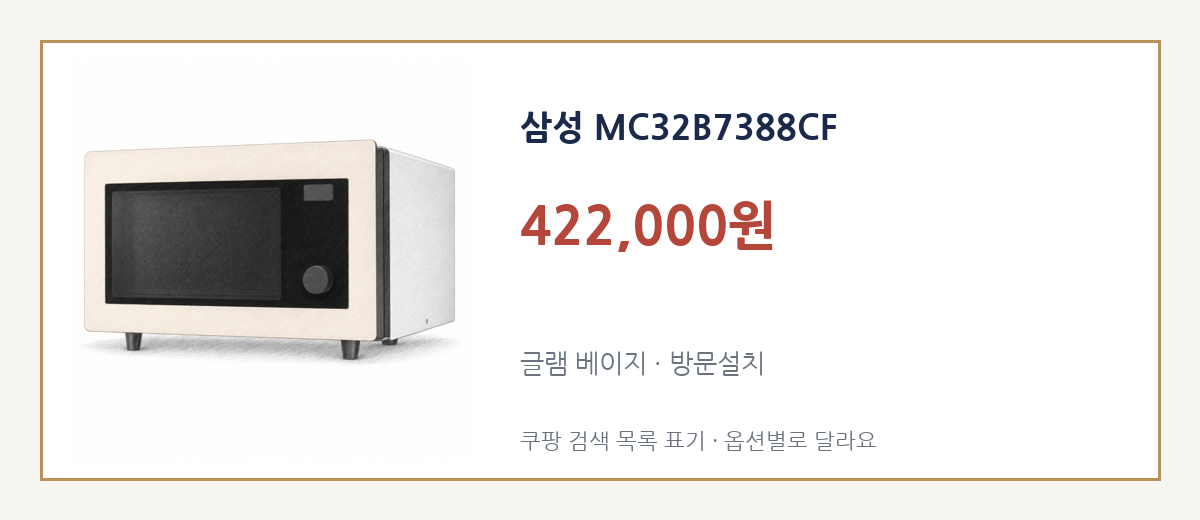 삼성 MC32B7388CF
422,000원
글램 베이지 · 방문설치
쿠팡 검색 목록 표기 · 옵션별로 달라요